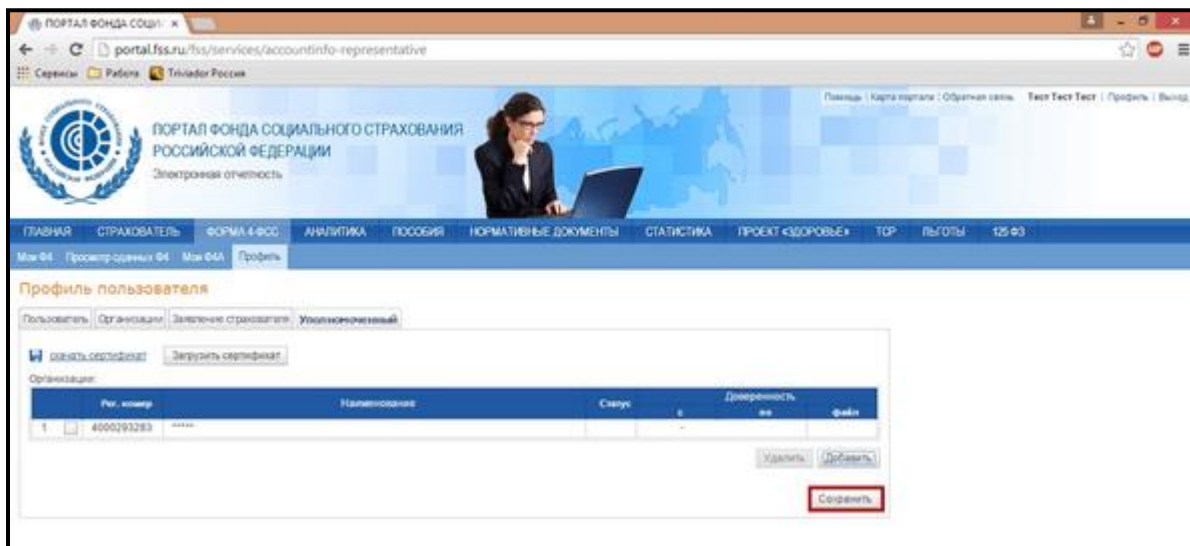 ПОРТАЛ ФОНДА СОЦИ
portal.fss.ru/fss/services/accountinfo-representative
Сервисы Работа Triviador Россия
Помощь | Карта портала | Обратная связь Тест Тест Тест | Профиль | Выход
ПОРТАЛ ФОНДА СОЦИАЛЬНОГО СТРАХОВАНИЯ
РОССИЙСКОЙ ФЕДЕРАЦИИ
Электронная отчетность
ГЛАВНАЯ СТРАХОВАТЕЛЬ ФОРМА 4-ФСС АНАЛИТИКА ПОСОБИЯ НОРМАТИВНЫЕ ДОКУМЕНТЫ СТАТИСТИКА ПРОЕКТ «ЗДОРОВЬЕ» ТСР ЛЬГОТЫ 125 ФЗ
Мои Ф4 Просмотр сданных Ф4 Мои Ф4А Профиль
Профиль пользователя
Пользователь Организации Заявление страхователя Уполномоченный
скачать сертификат Загрузить сертификат
Организации:
Рег. номер Наименование Статус Доверенность
с по файл
1 4000293283 *****  -
Удалить Добавить
Сохранить